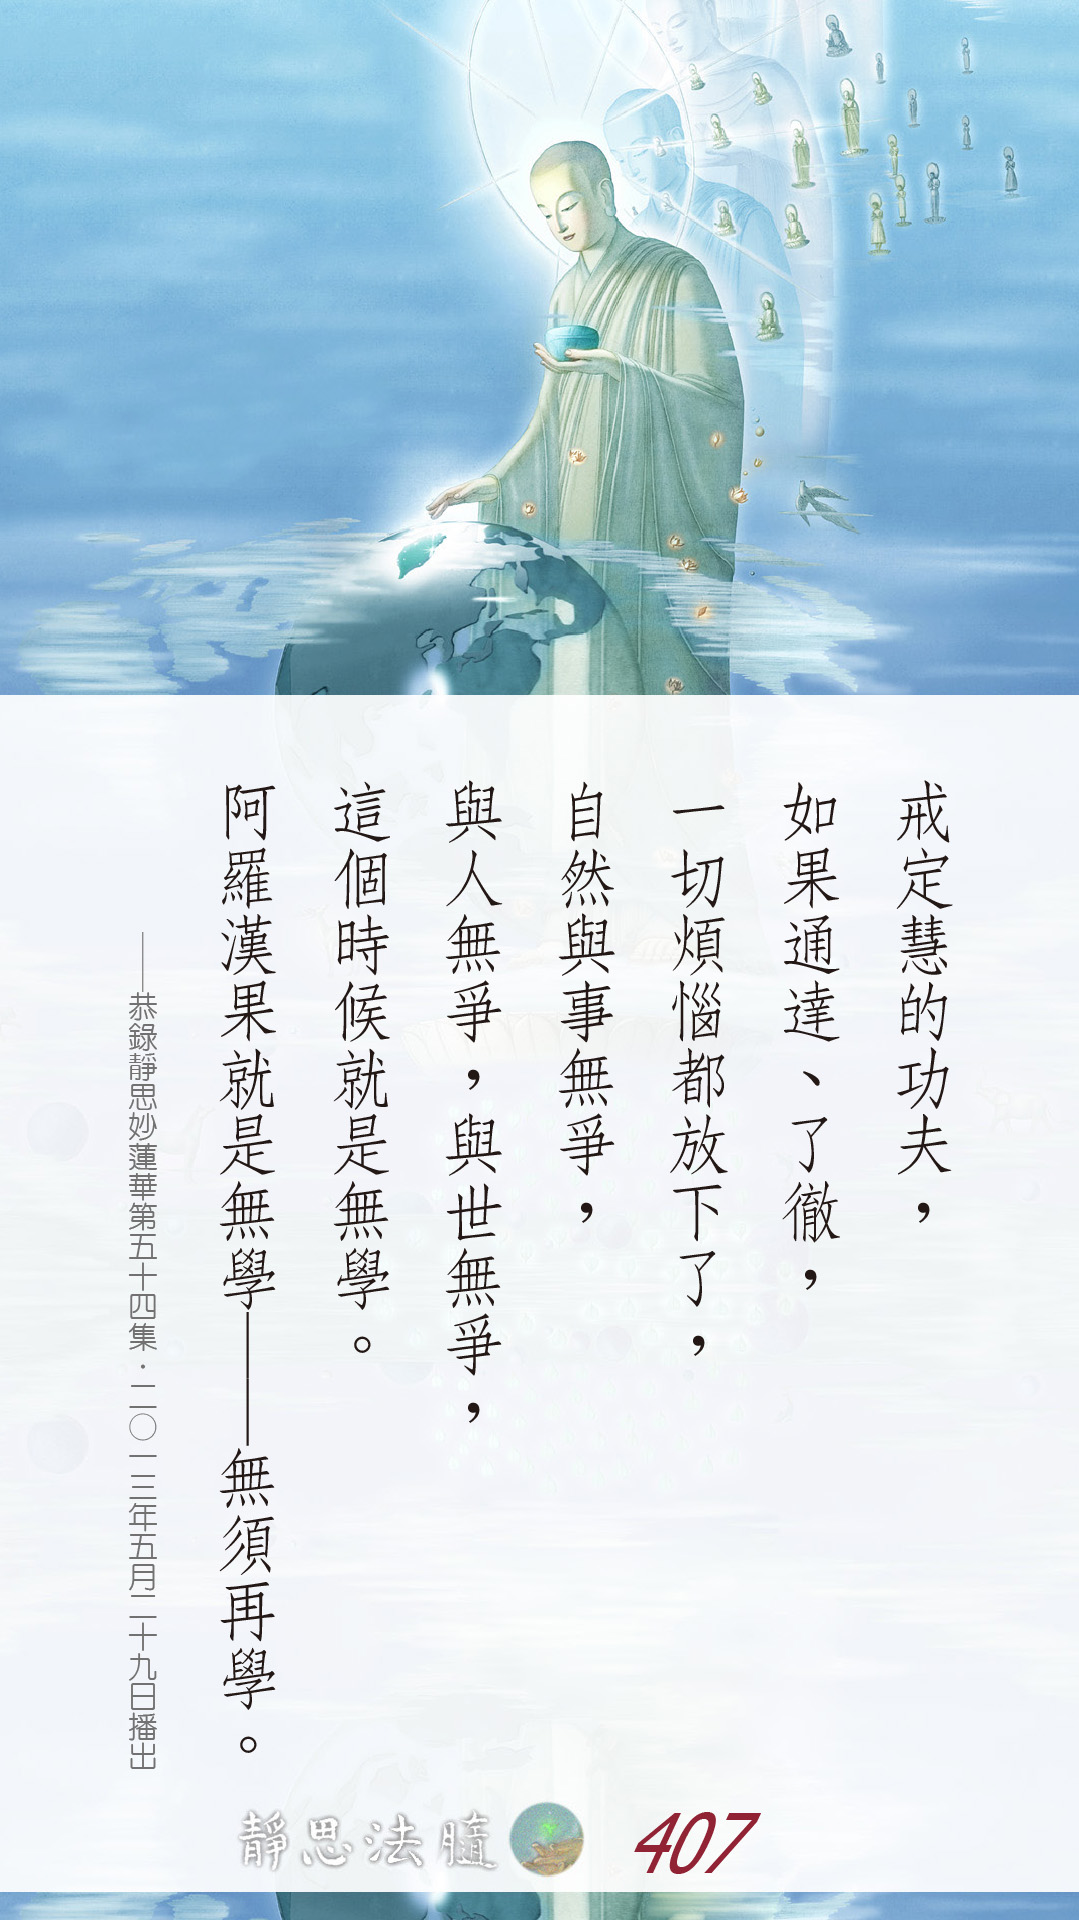 戒定慧的功夫，
如果通達、了徹，
一切煩惱都放下了，
自然與事無爭，
與人無爭，與世無爭，
這個時候就是無學。
阿羅漢果就是無學——無須再學。
——恭錄靜思妙蓮華第五十四集·二〇一三年五月二十九日播出
靜思法髓 407